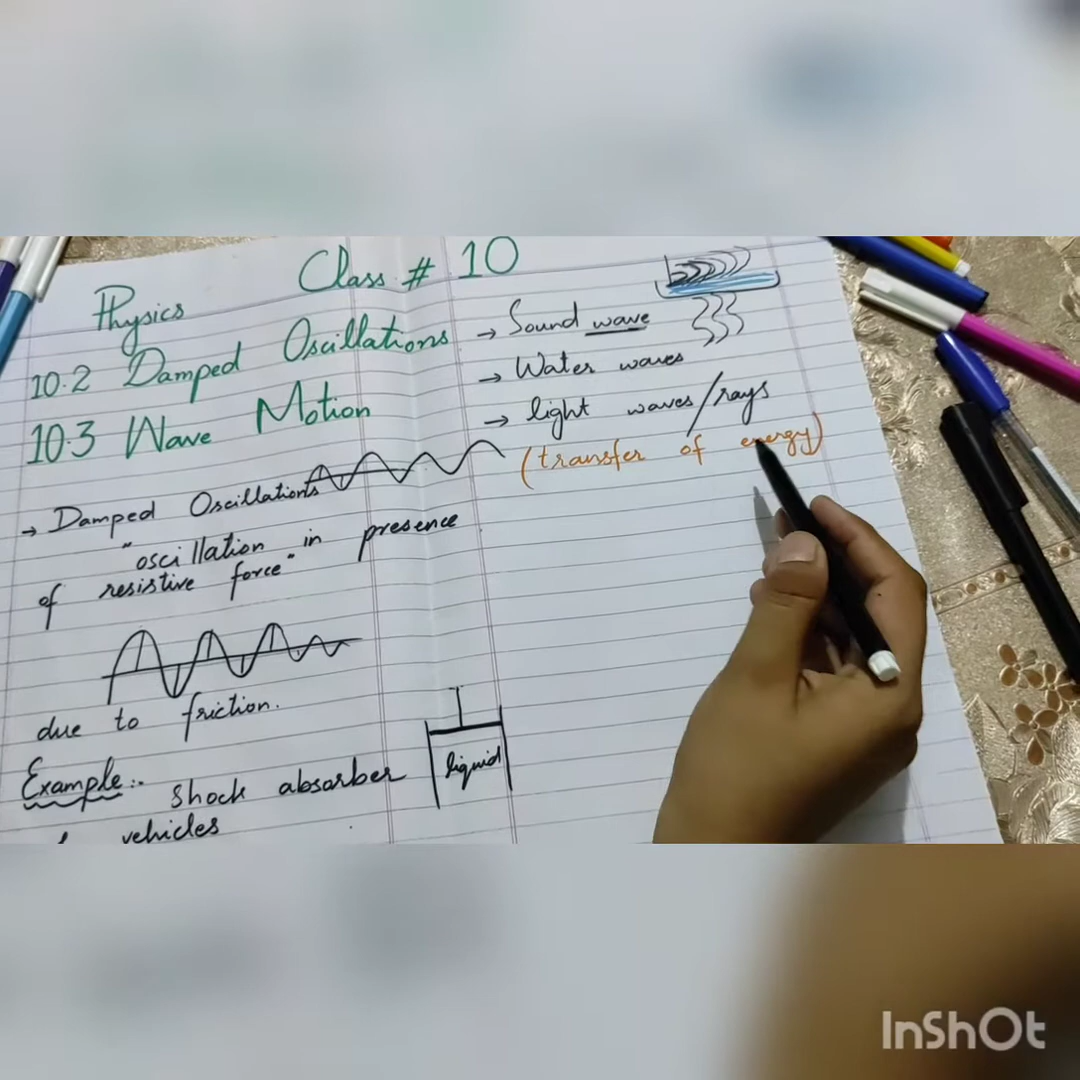 Physics Class # 10
10.2 Damped Oscillations
10.3 Wave Motion
→ Damped Oscillations
"oscillation in presence
of resistive force"
due to friction.
Example:-
Shock absorber
vehicles
liquid
→ Sound wave
→ Water waves
→ light waves/rays
(transfer of energy)
InShOt